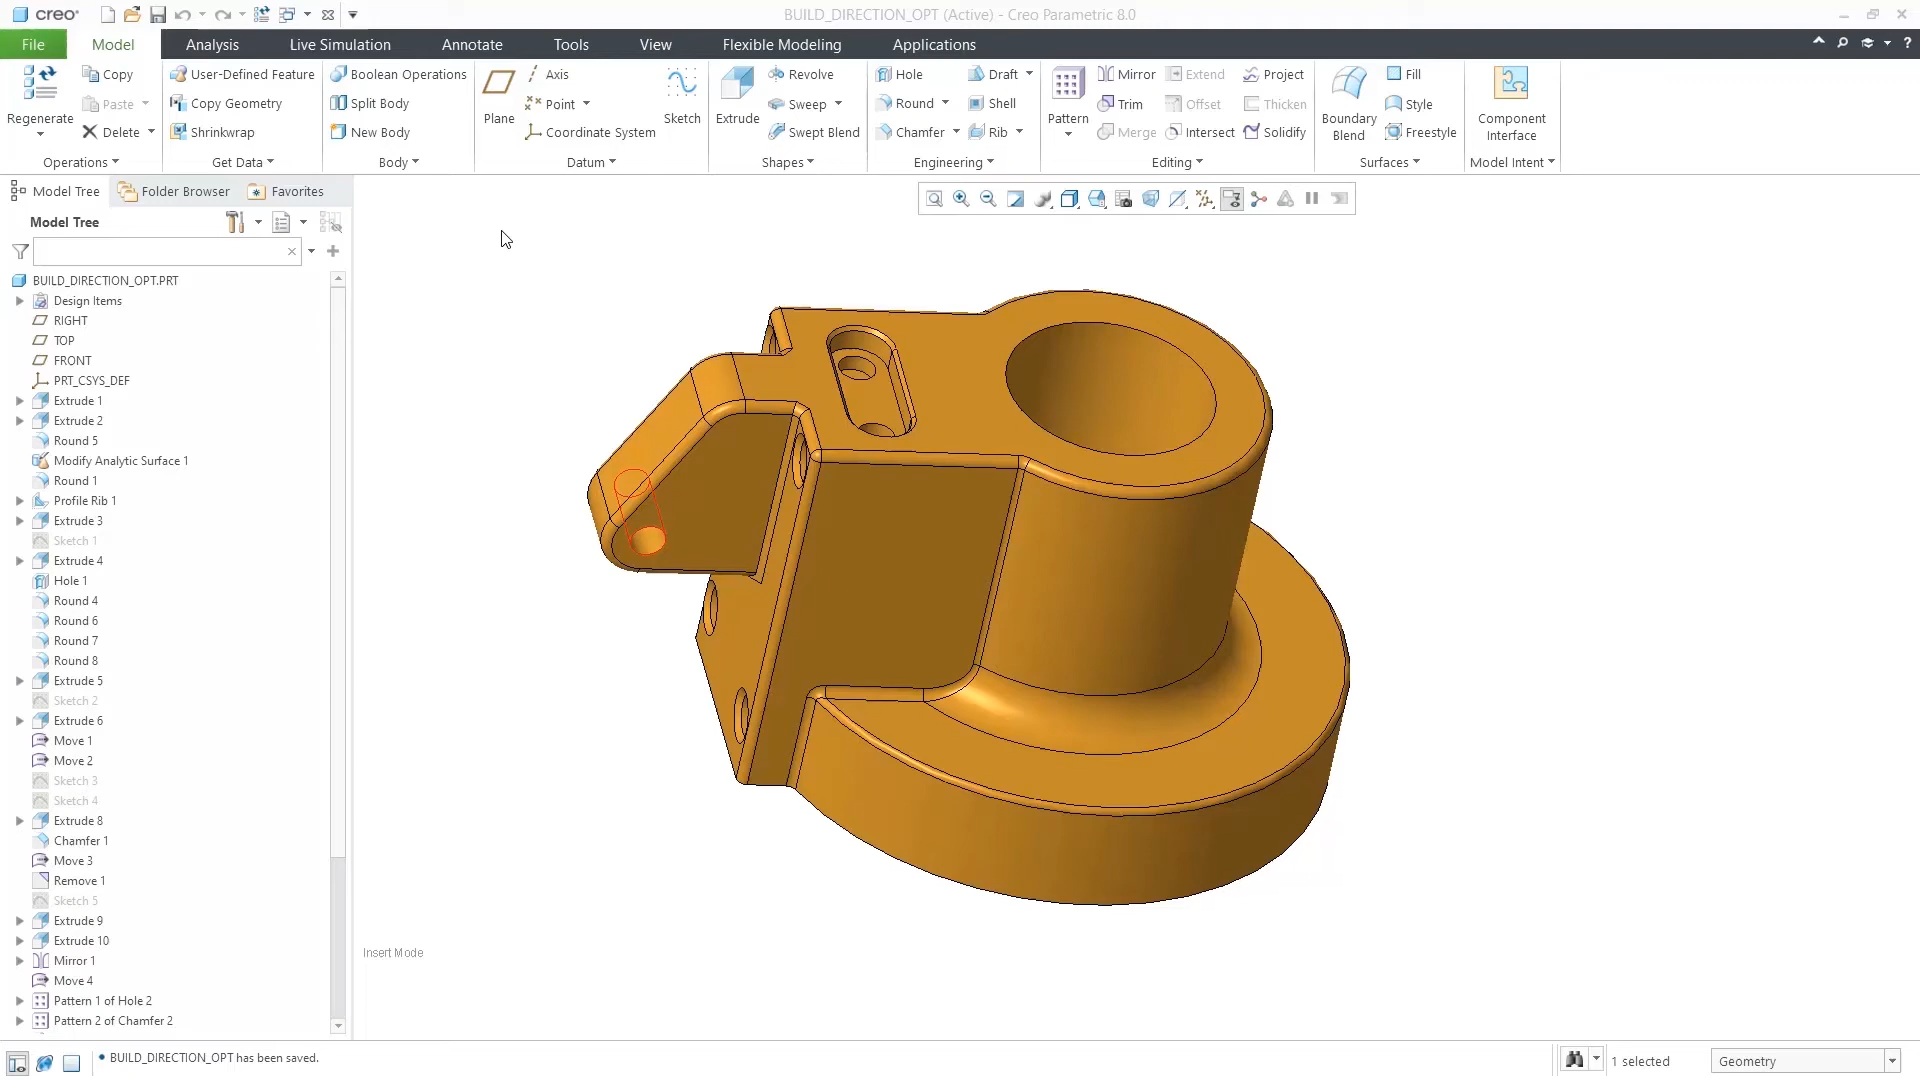 creo
BUILD_DIRECTION_OPT (Active) - Creo Parametric 8.0
File Model Analysis Live Simulation Annotate Tools View Flexible Modeling Applications
Regenerate
Copy
Paste
Delete
Operations
User-Defined Feature
Copy Geometry
Shrinkwrap
Get Data
Boolean Operations
Split Body
New Body
Body
Plane
Axis
Point
Coordinate System
Sketch
Datum
Extrude
Revolve
Sweep
Swept Blend
Shapes
Hole
Round
Chamfer
Draft
Shell
Rib
Engineering
Pattern
Mirror
Trim
Merge
Extend
Offset
Intersect
Project
Thicken
Solidify
Editing
Boundary
Blend
Fill
Style
Freestyle
Surfaces
Component
Interface
Model Intent
Model Tree Folder Browser Favorites
Model Tree
BUILD_DIRECTION_OPT.PRT
Design Items
RIGHT
TOP
FRONT
PRT_CSYS_DEF
Extrude 1
Extrude 2
Round 5
Modify Analytic Surface 1
Round 1
Profile Rib 1
Extrude 3
Sketch 1
Extrude 4
Hole 1
Round 4
Round 6
Round 7
Round 8
Extrude 5
Sketch 2
Extrude 6
Move 1
Move 2
Sketch 3
Sketch 4
Extrude 8
Chamfer 1
Move 3
Remove 1
Sketch 5
Extrude 9
Extrude 10
Mirror 1
Move 4
Pattern 1 of Hole 2
Pattern 2 of Chamfer 2
Insert Mode
• BUILD_DIRECTION_OPT has been saved.
1 selected
Geometry